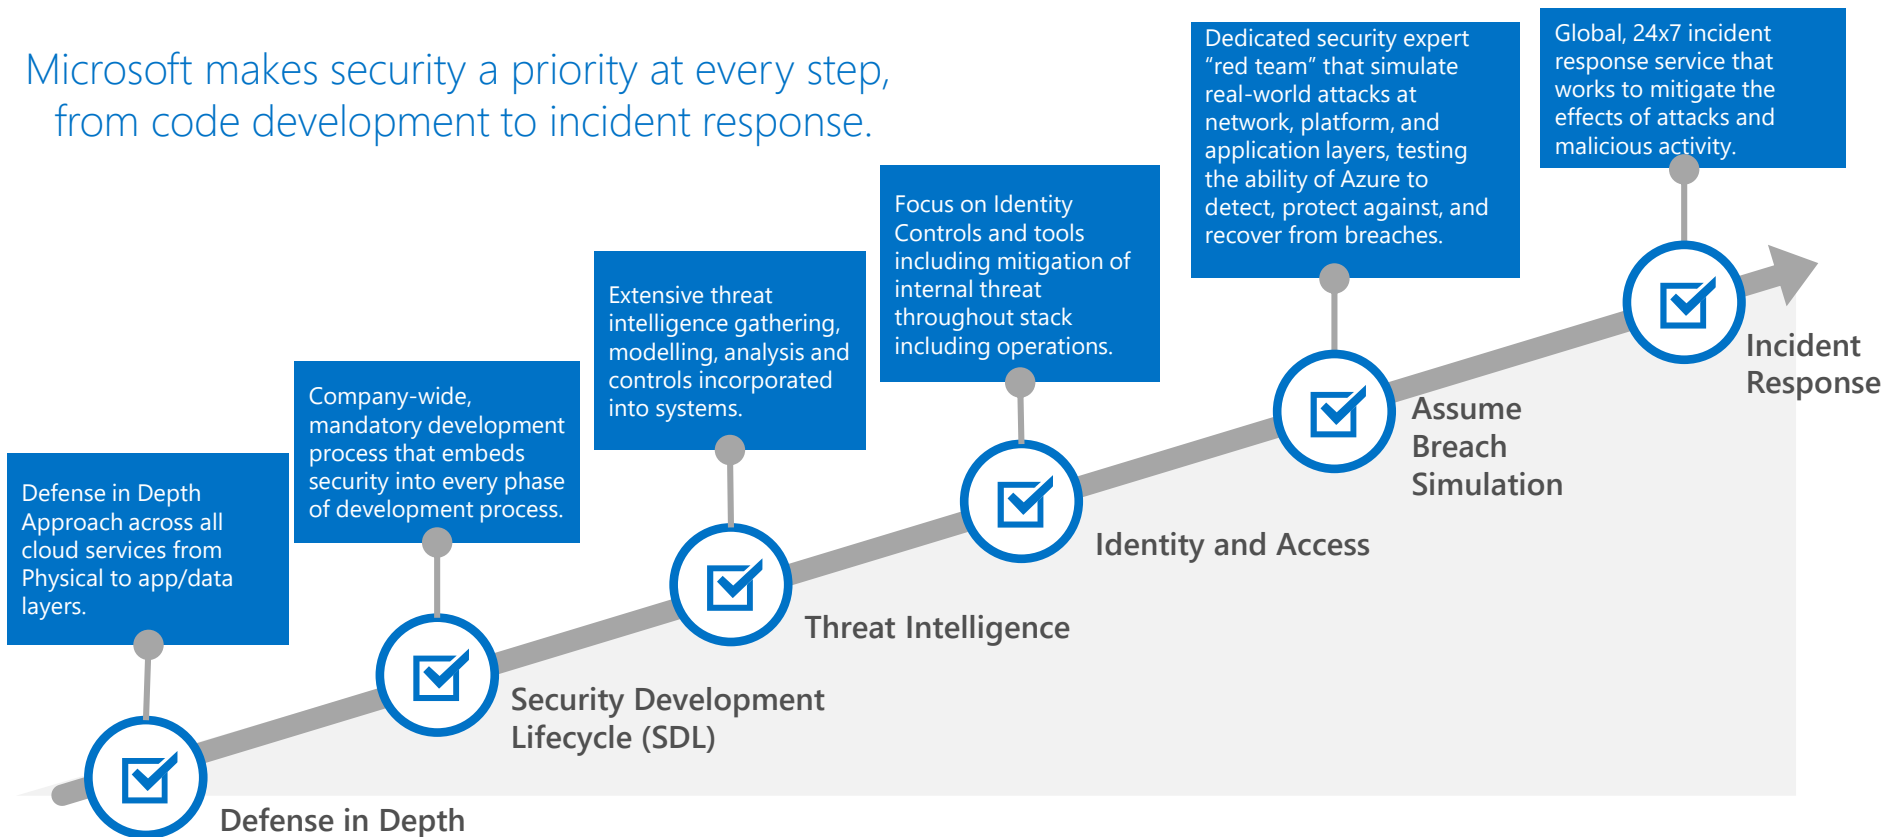 Microsoft makes security a priority at every step,
from code development to incident response.
Defense in Depth
Approach across all
cloud services from
Physical to app/data
layers.
Defense in Depth
Company-wide,
mandatory development
process that embeds
security into every phase
of development process.
Security Development
Lifecycle (SDL)
Extensive threat
intelligence gathering,
modelling, analysis and
controls incorporated
into systems.
Threat Intelligence
Focus on Identity
Controls and tools
including mitigation of
internal threat
throughout stack
including operations.
Identity and Access
Dedicated security expert
“red team” that simulate
real-world attacks at
network, platform, and
application layers, testing
the ability of Azure to
detect, protect against, and
recover from breaches.
Assume
Breach
Simulation
Global, 24x7 incident
response service that
works to mitigate the
effects of attacks and
malicious activity.
Incident
Response